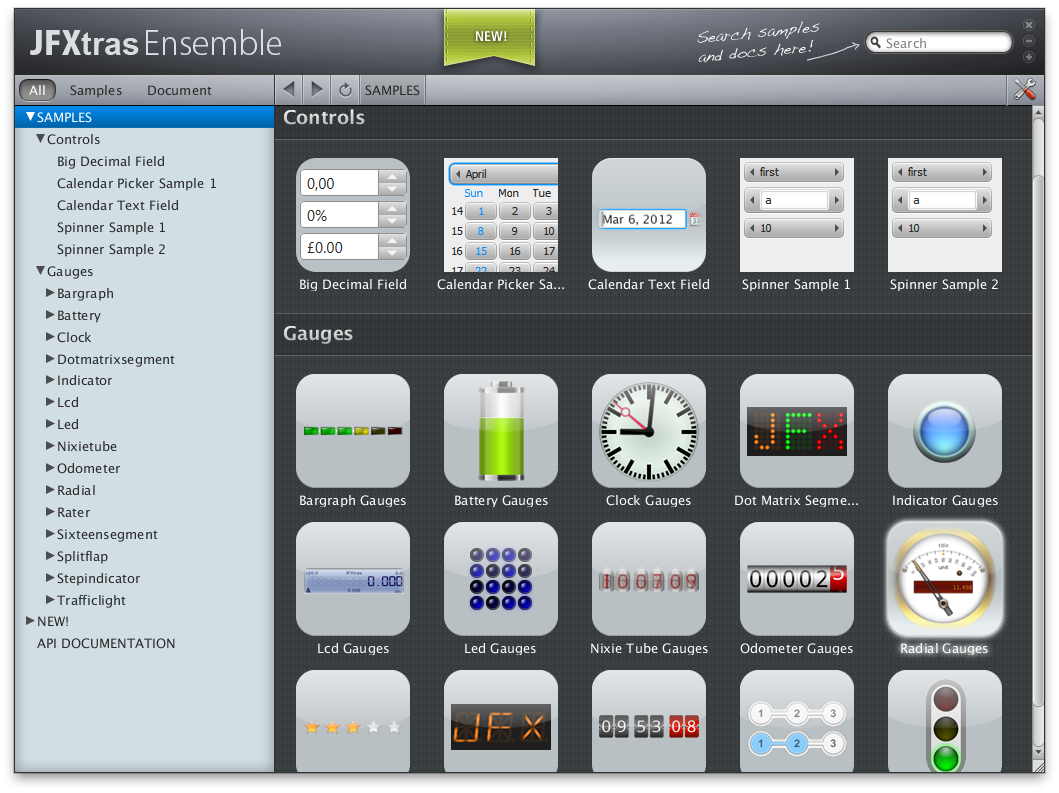 JFXtras Ensemble
NEW!
Search samples
and docs here!
Search
All Samples Document
SAMPLES
SAMPLES
Controls
Big Decimal Field
Calendar Picker Sample 1
Calendar Text Field
Spinner Sample 1
Spinner Sample 2
Gauges
Bargraph
Battery
Clock
Dotmatrixsegment
Indicator
Lcd
Led
Nixietube
Odometer
Radial
Rater
Sixteensegment
Splitflap
Stepindicator
Trafficlight
NEW!
API DOCUMENTATION
Controls
0,00
0%
£0.00
Big Decimal Field
April
Sun Mon Tue
14 1 2 3
15 8 9 10
16 15 16 17
17 22 23 24
Calendar Picker Sa...
Mar 6, 2012
31
Calendar Text Field
first
a
10
Spinner Sample 1
first
a
10
Spinner Sample 2
Gauges
Bargraph Gauges
Battery Gauges
Clock Gauges
JFX
Dot Matrix Segme...
Indicator Gauges
JFXtras
0.000
Lcd Gauges
Led Gauges
100709
Nixie Tube Gauges
00002
Odometer Gauges
title
unit
Radial Gauges
JFX
09 53 08
1 2 3
1 2 3